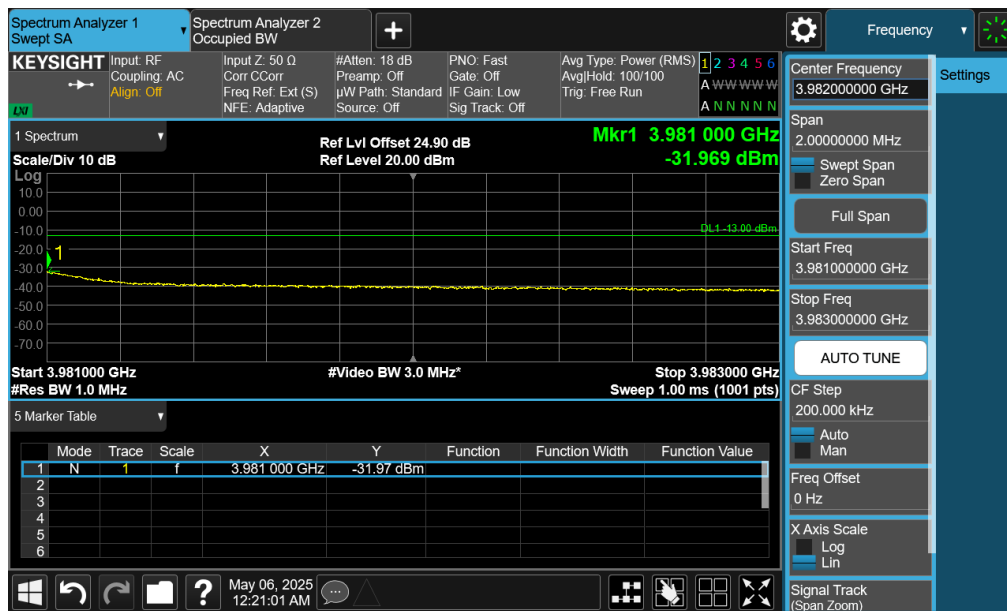 Spectrum Analyzer 1
Swept SA
Spectrum Analyzer 2
Occupied BW
Frequency
KEYSIGHT
LXI
Input: RF
Coupling: AC
Align: Off
Input Z: 50 Ω
Corr CCorr
Freq Ref: Ext (S)
NFE: Adaptive
#Atten: 18 dB
Preamp: Off
µW Path: Standard
Source: Off
PNO: Fast
Gate: Off
IF Gain: Low
Sig Track: Off
Avg Type: Power (RMS)
Avg|Hold: 100/100
Trig: Free Run
1 2 3 4 5 6
A W W W W W
A N N N N N
1 Spectrum
Scale/Div 10 dB
Ref Lvl Offset 24.90 dB
Ref Level 20.00 dBm
Mkr1 3.981 000 GHz
-31.969 dBm
Log
10.0
0.00
-10.0
-20.0
-30.0
-40.0
-50.0
-60.0
-70.0
DL1 -13.00 dBm
1
Start 3.981000 GHz
#Res BW 1.0 MHz
#Video BW 3.0 MHz*
Stop 3.983000 GHz
Sweep 1.00 ms (1001 pts)
5 Marker Table
Mode Trace Scale X Y Function Function Width Function Value
1 N 1 f 3.981 000 GHz -31.97 dBm
2
3
4
5
6
May 06, 2025
12:21:01 AM
Center Frequency
3.982000000 GHz
Settings
Span
2.00000000 MHz
Swept Span
Zero Span
Full Span
Start Freq
3.981000000 GHz
Stop Freq
3.983000000 GHz
AUTO TUNE
CF Step
200.000 kHz
Auto
Man
Freq Offset
0 Hz
X Axis Scale
Log
Lin
Signal Track
(Span Zoom)